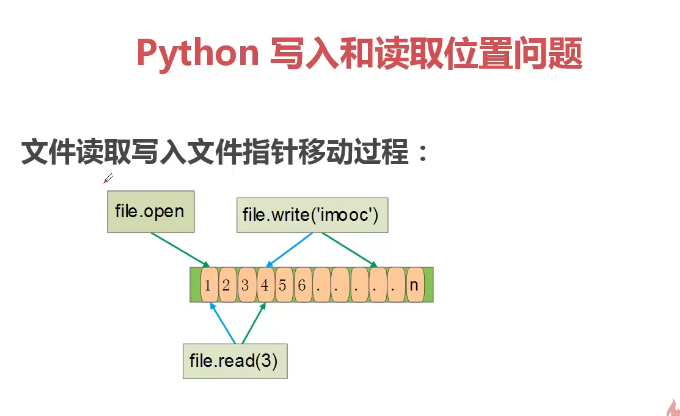 Python 写入和读取位置问题
文件读取写入文件指针移动过程：
file.open
file.write('imooc')
1 2 3 4 5 6 . . . . . n
file.read(3)